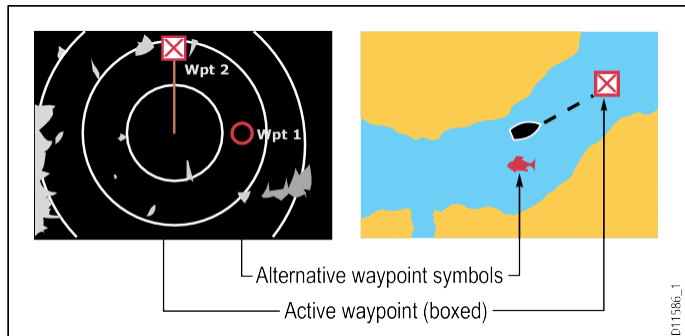 Wpt 2
Wpt 1
Alternative waypoint symbols
Active waypoint (boxed)
D11586_1